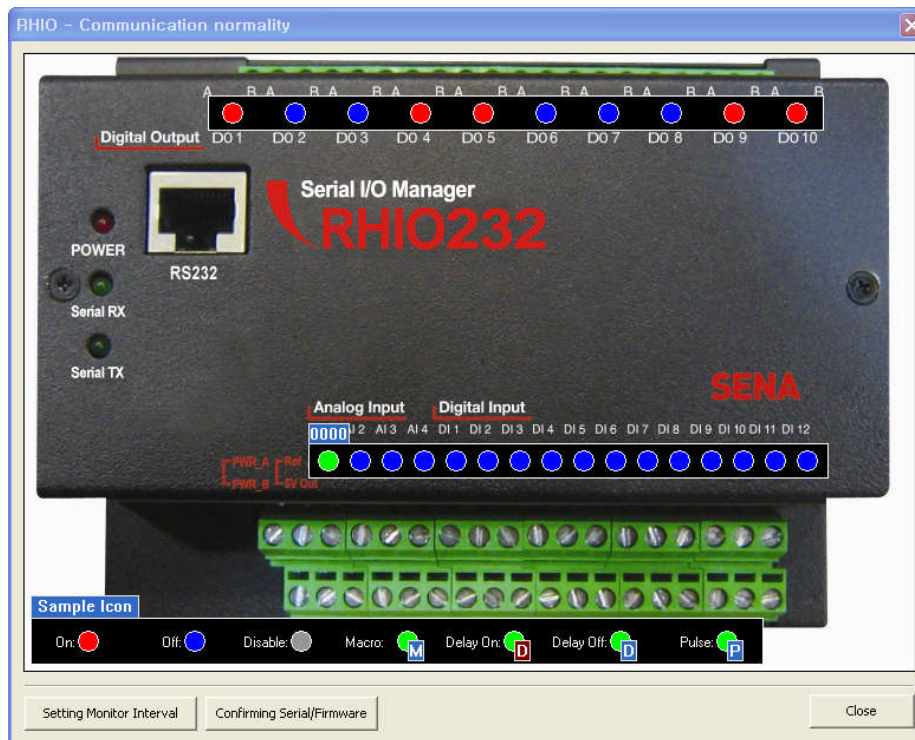 RHIO - Communication normality
A B A B A B A B A B A B A B A B A B A B
Digital Output DO 1 DO 2 DO 3 DO 4 DO 5 DO 6 DO 7 DO 8 DO 9 DO 10
Serial I/O Manager
RHIO232
POWER
RS232
Serial RX
Serial TX
SENA
Analog Input Digital Input
0000 AI 3 AI 4 DI 1 DI 2 DI 3 DI 4 DI 5 DI 6 DI 7 DI 8 DI 9 DI 10 DI 11 DI 12
PWR_A Ref
PWR_B 5V Out
Sample Icon
On: Off: Disable: Macro: M Delay On: D Delay Off: D Pulse: P
Setting Monitor Interval Confirming Serial/Firmware Close